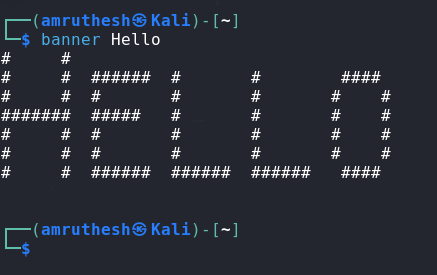 ┌──(amruthesh㉿Kali)-[~]
└─$ banner Hello
#     #
#     #  ######  #       #        ####
#     #  #       #       #       #    #
#######  #####   #       #       #    #
#     #  #       #       #       #    #
#     #  #       #       #       #    #
#     #  ######  ######  ######   ####
┌──(amruthesh㉿Kali)-[~]
└─$